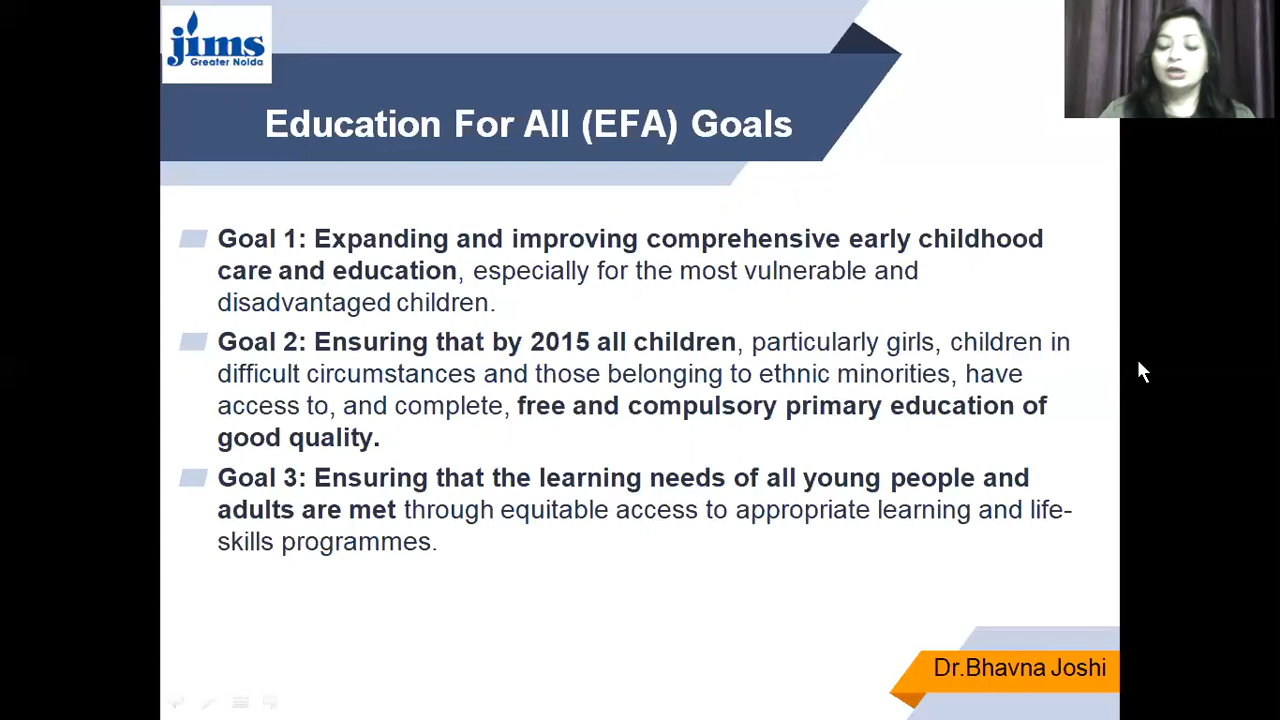 jims
Greater Noida
Education For All (EFA) Goals
Goal 1: Expanding and improving comprehensive early childhood
care and education, especially for the most vulnerable and
disadvantaged children.
Goal 2: Ensuring that by 2015 all children, particularly girls, children in
difficult circumstances and those belonging to ethnic minorities, have
access to, and complete, free and compulsory primary education of
good quality.
Goal 3: Ensuring that the learning needs of all young people and
adults are met through equitable access to appropriate learning and life-
skills programmes.
Dr.Bhavna Joshi